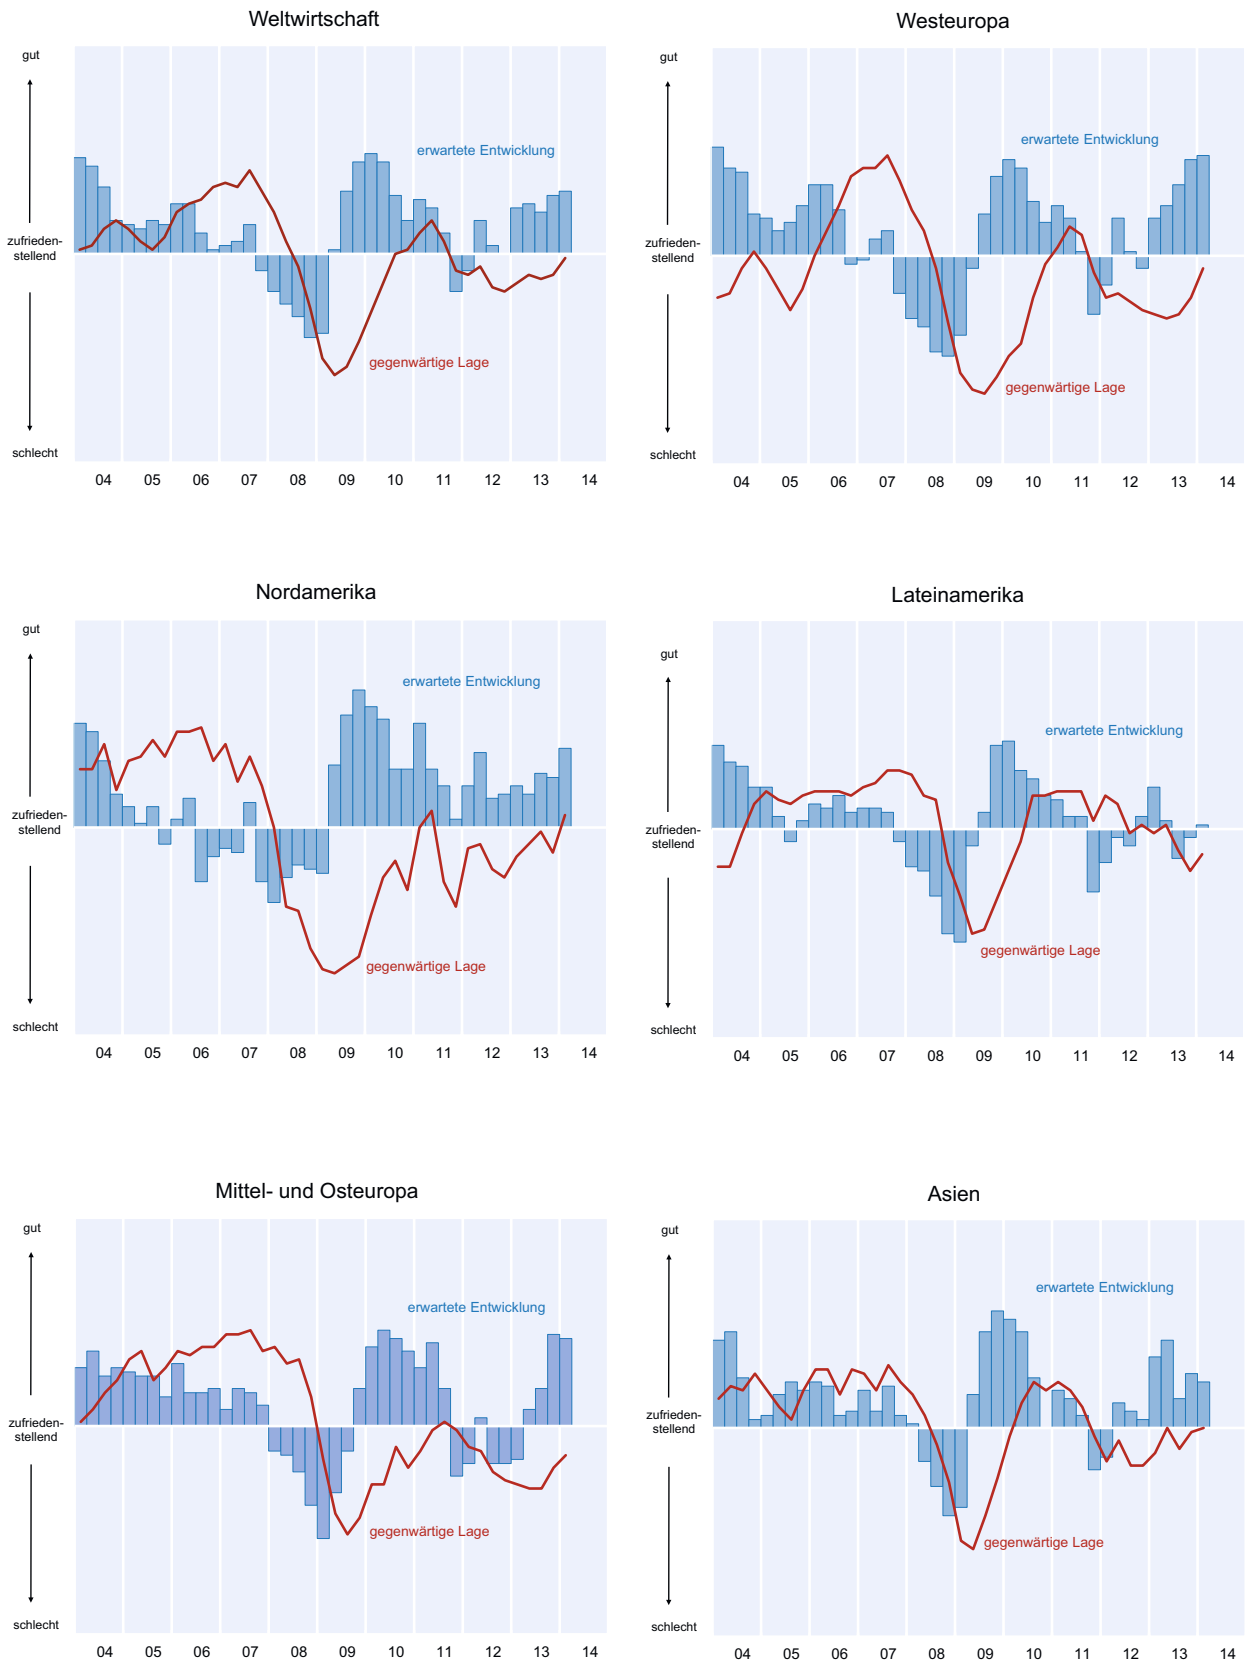 Weltwirtschaft
gut
erwartete Entwicklung
zufrieden-
stellend
gegenwärtige Lage
schlecht
04 05 06 07 08 09 10 11 12 13 14
Westeuropa
gut
erwartete Entwicklung
zufrieden-
stellend
gegenwärtige Lage
schlecht
04 05 06 07 08 09 10 11 12 13 14
Nordamerika
gut
erwartete Entwicklung
zufrieden-
stellend
gegenwärtige Lage
schlecht
04 05 06 07 08 09 10 11 12 13 14
Lateinamerika
gut
erwartete Entwicklung
zufrieden-
stellend
gegenwärtige Lage
schlecht
04 05 06 07 08 09 10 11 12 13 14
Mittel- und Osteuropa
gut
erwartete Entwicklung
zufrieden-
stellend
gegenwärtige Lage
schlecht
04 05 06 07 08 09 10 11 12 13 14
Asien
gut
erwartete Entwicklung
zufrieden-
stellend
gegenwärtige Lage
schlecht
04 05 06 07 08 09 10 11 12 13 14